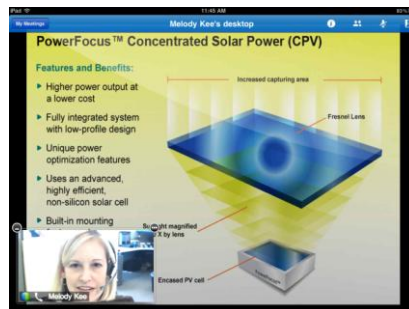 iPad
11:45 AM
80%
My Meetings
Melody Kee's desktop
PowerFocus™ Concentrated Solar Power (CPV)
Features and Benefits:
Higher power output at
a lower cost
Fully integrated system
with low-profile design
Unique power
optimization features
Uses an advanced,
highly efficient,
non-silicon solar cell
Built-in mounting
Increased capturing area
Fresnel Lens
magnified
X by lens
Encased PV cell
Melody Kee